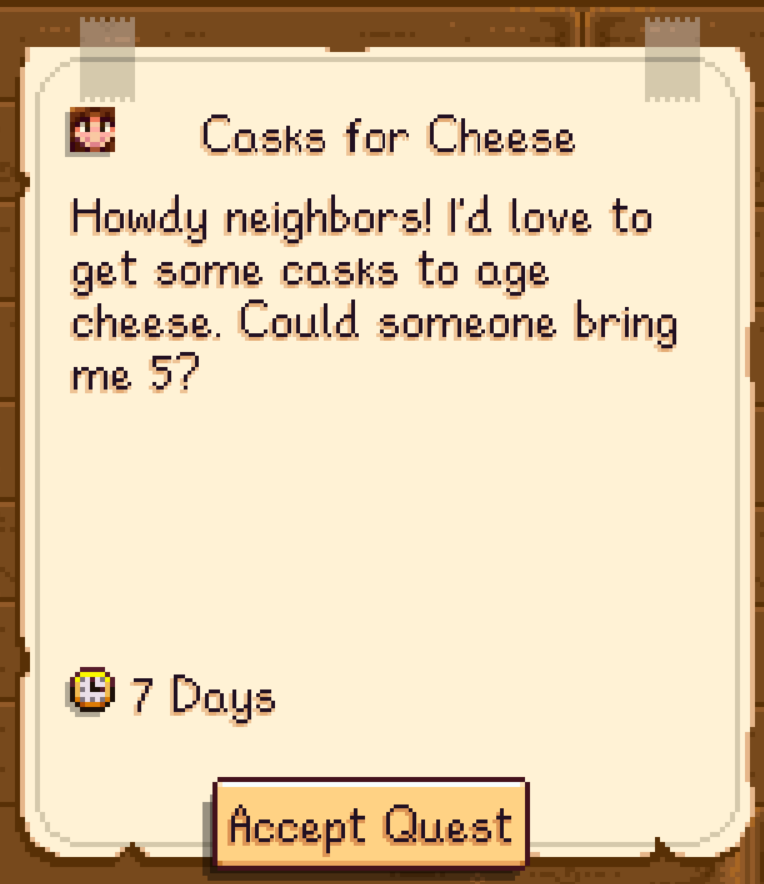 Casks for Cheese
Howdy neighbors! I'd love to
get some casks to age
cheese. Could someone bring
me 5?
7 Days
Accept Quest